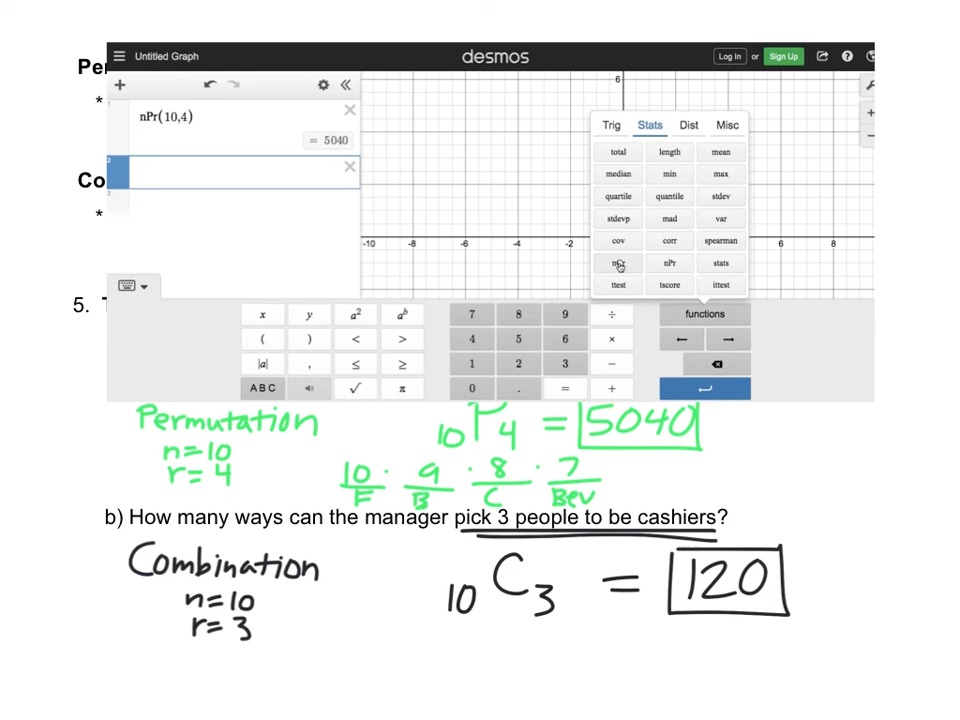 Untitled Graph desmos Log In or Sign Up
Pe
*
nPr(10,4)
= 5040
2
3
Co
*
6
-10 -8 -6 -4 -2 6 8
Trig Stats Dist Misc
total length mean
median min max
quartile quantile stdev
stdevp mad var
cov corr spearman
nCr nPr stats
ttest tscore ittest
5.
x y a² aᵇ 7 8 9 ÷ functions
( ) < > 4 5 6 × ← →
|a| , ≤ ≥ 1 2 3 −
A B C √ π 0 . = +
Permutation
n=10
r=4
₁₀P₄ = 5040
10 · 9 · 8 · 7
F B C Bev
b) How many ways can the manager pick 3 people to be cashiers?
Combination
n=10
r=3
₁₀C₃ = 120